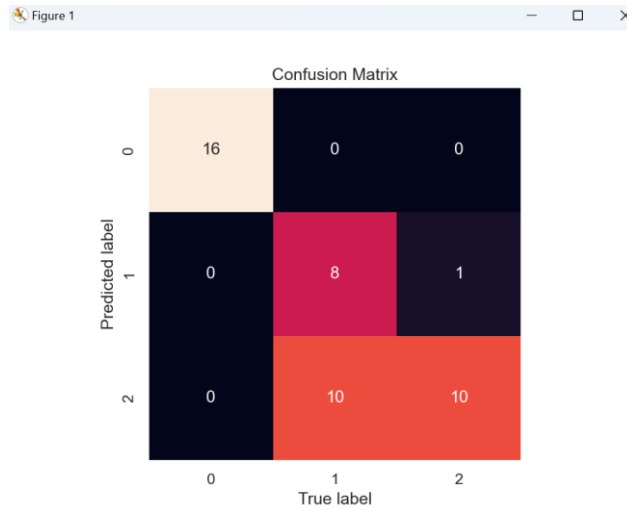 Figure 1
Confusion Matrix
0
16 0 0
Predicted label
1
0 8 1
2
0 10 10
0 1 2
True label